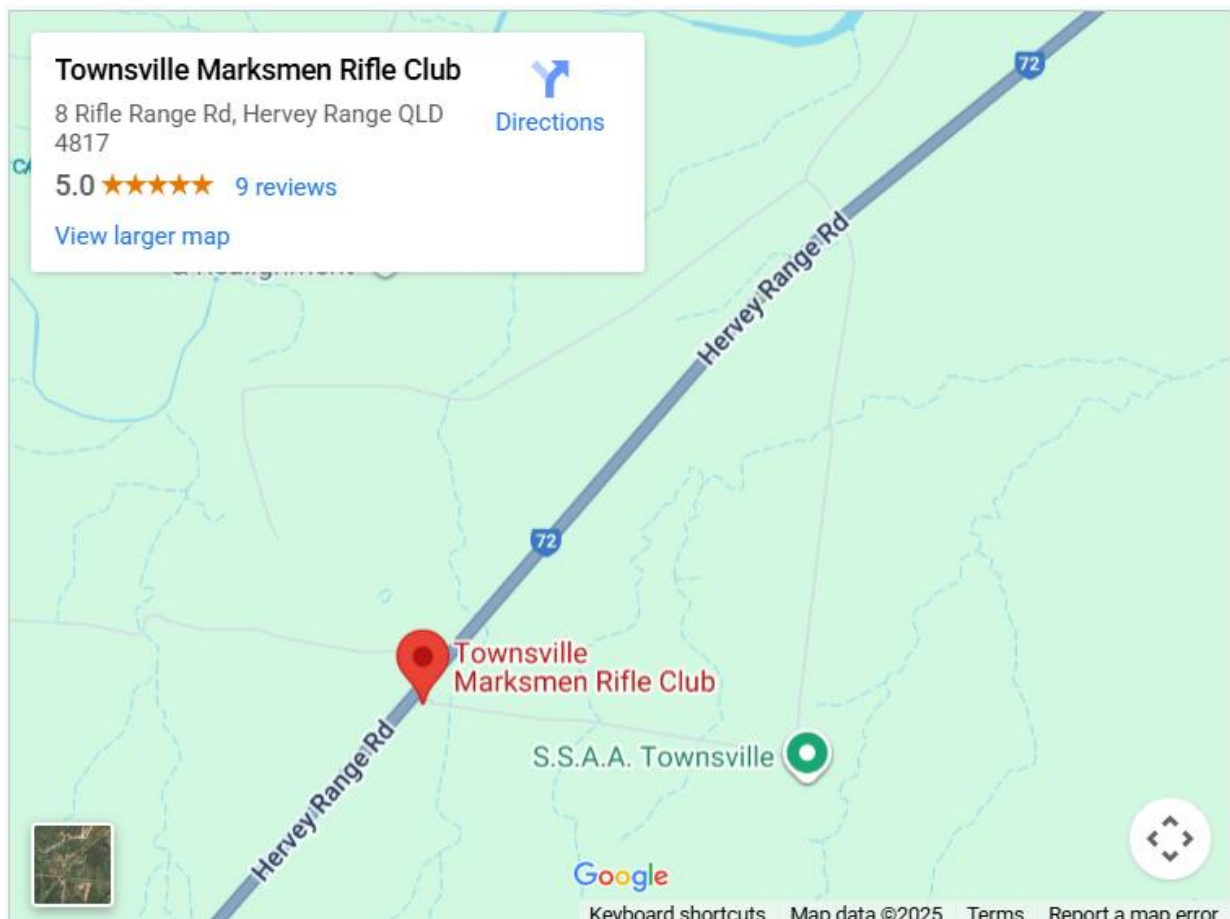 Townsville Marksmen Rifle Club
8 Rifle Range Rd, Hervey Range QLD
4817
Directions
5.0
9 reviews
View larger map
72
Hervey Range Rd
72
Townsville
Marksmen Rifle Club
S.S.A.A. Townsville
Hervey Range Rd
Google
Keyboard shortcuts
Map data ©2025
Terms
Report a map error